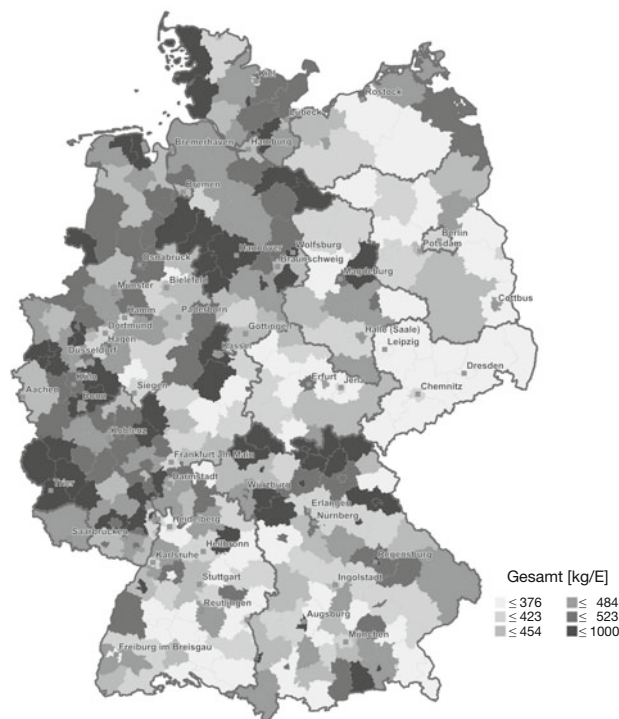 Kiel
Rostock
Lübeck
Bremerhaven
Hamburg
Bremen
Berlin
Wolfsburg
Potsdam
Hannover
Osnabrück
Braunschweig
Magdeburg
Münster
Bielefeld
Cottbus
Hamm
Paderborn
Dortmund
Göttingen
Halle (Saale)
Hagen
Leipzig
Düsseldorf
Kassel
Dresden
Köln
Erfurt
Jena
Aachen
Siegen
Chemnitz
Bonn
Koblenz
Frankfurt am Main
Trier
Darmstadt
Würzburg
Erlangen
Heidelberg
Nürnberg
Saarbrücken
Heilbronn
Regensburg
Karlsruhe
Stuttgart
Ingolstadt
Reutlingen
Augsburg
München
Freiburg im Breisgau
Gesamt [kg/E]
≤ 376 ≤ 484
≤ 423 ≤ 523
≤ 454 ≤ 1000